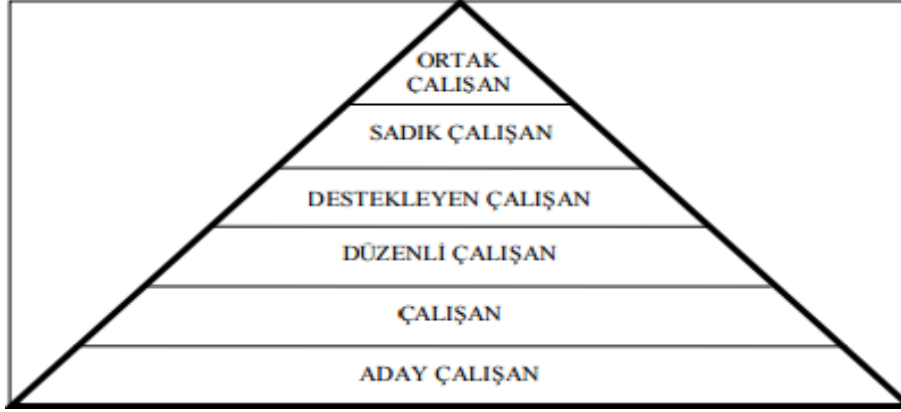 ORTAK
ÇALIŞAN
SADIK ÇALIŞAN
DESTEKLEYEN ÇALIŞAN
DÜZENLİ ÇALIŞAN
ÇALIŞAN
ADAY ÇALIŞAN